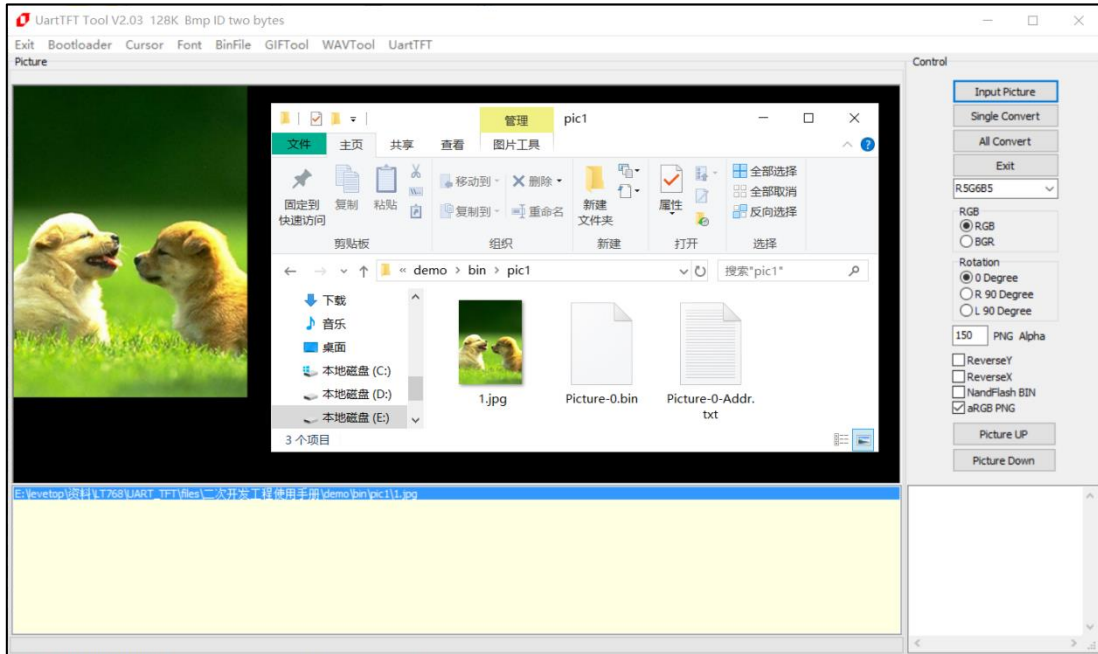 UartTFT Tool V2.03 128K Bmp ID two bytes
Exit Bootloader Cursor Font BinFile GIFTool WAVTool UartTFT
Picture
Control
Input Picture
Single Convert
All Convert
Exit
R5G6B5
RGB
RGB
BGR
Rotation
0 Degree
R 90 Degree
L 90 Degree
150 PNG Alpha
ReverseY
ReverseX
NandFlash BIN
aRGB PNG
Picture UP
Picture Down
管理 pic1
文件 主页 共享 查看 图片工具
固定到
快速访问
复制
粘贴
剪贴板
移动到
删除
复制到
重命名
组织
新建
文件夹
新建
属性
打开
全部选择
全部取消
反向选择
选择
« demo › bin › pic1
搜索"pic1"
下载
音乐
桌面
本地磁盘 (C:)
本地磁盘 (D:)
本地磁盘 (E:)
1.jpg
Picture-0.bin
Picture-0-Addr.
txt
3 个项目
E:\levetop\资料\LT768\UART_TFT\files\二次开发工程使用手册\demo\bin\pic1\1.jpg